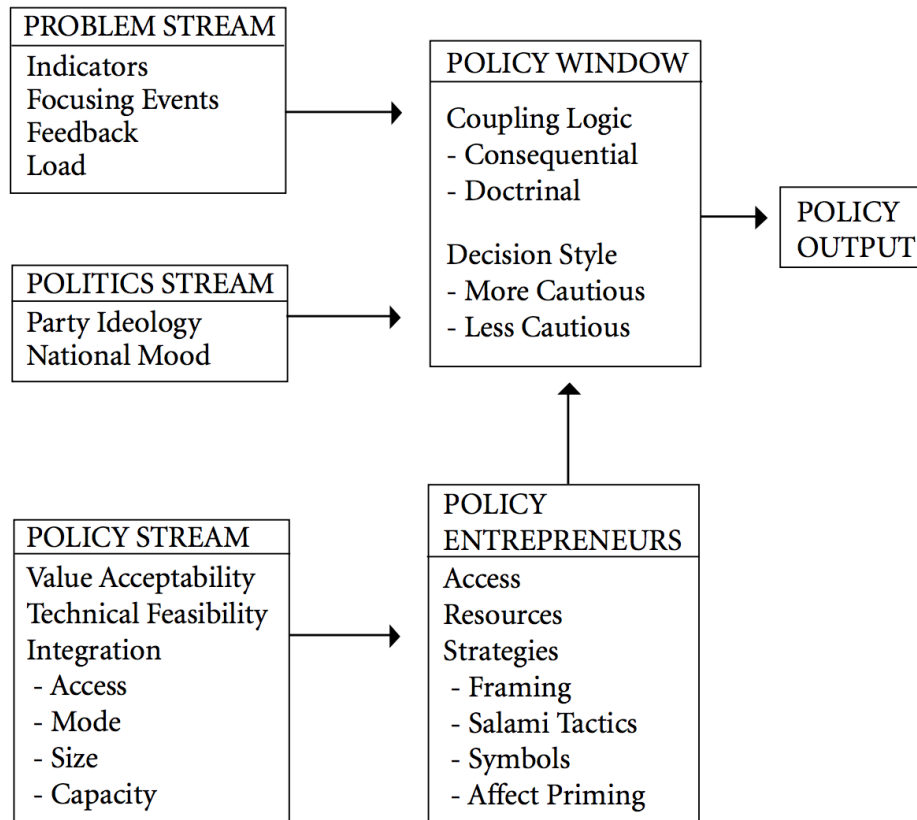 PROBLEM STREAM
Indicators
Focusing Events
Feedback
Load
POLITICS STREAM
Party Ideology
National Mood
POLICY STREAM
Value Acceptability
Technical Feasibility
Integration
- Access
- Mode
- Size
- Capacity
POLICY WINDOW
Coupling Logic
- Consequential
- Doctrinal
Decision Style
- More Cautious
- Less Cautious
POLICY
ENTREPRENEURS
Access
Resources
Strategies
- Framing
- Salami Tactics
- Symbols
- Affect Priming
POLICY
OUTPUT